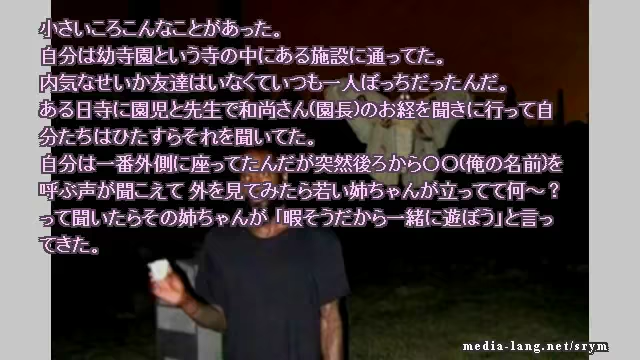 小さいころこんなことがあった。
自分は幼寺園という寺の中にある施設に通ってた。
内気なせいか友達はいなくていつも一人ぼっちだったんだ。
ある日寺に園児と先生で和尚さん(園長)のお経を聞きに行って自
分たちはひたすらそれを聞いてた。
自分は一番外側に座ってたんだが突然後ろから〇〇(俺の名前)を
呼ぶ声が聞こえて 外を見てみたら若い姉ちゃんが立ってて何～？
って聞いたらその姉ちゃんが 「暇そうだから一緒に遊ぼう」と言っ
てきた。
media-lang.net/srym